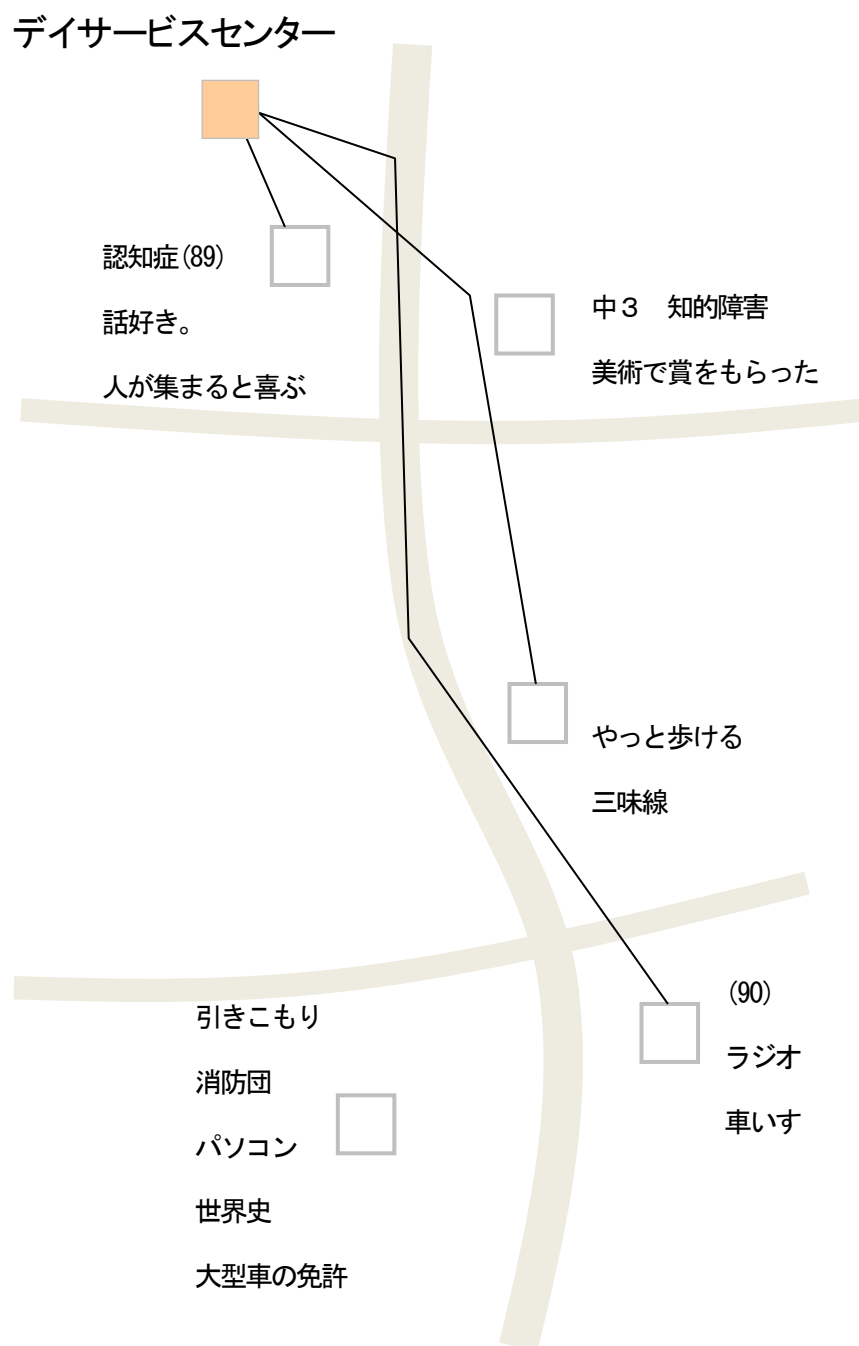 デイサービスセンター
認知症(89)
話好き。
人が集まると喜ぶ
中３　知的障害
美術で賞をもらった
やっと歩ける
三味線
(90)
ラジオ
車いす
引きこもり
消防団
パソコン
世界史
大型車の免許